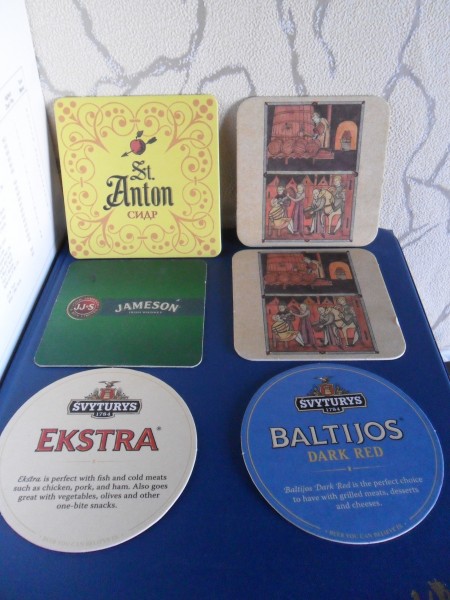 St.
Anton
СИДР
JJ&S
JAMESON
SVYTURYS
1784
EKSTRA
Ekstra is perfect with fish and cold meats
such as chicken, pork, and ham. Also goes
great with vegetables, olives and other
one-bite snacks.
SVYTURYS
1784
BALTIJOS
DARK RED
Baltijos Dark Red is the perfect choice
to have with grilled meats, desserts
and cheeses.